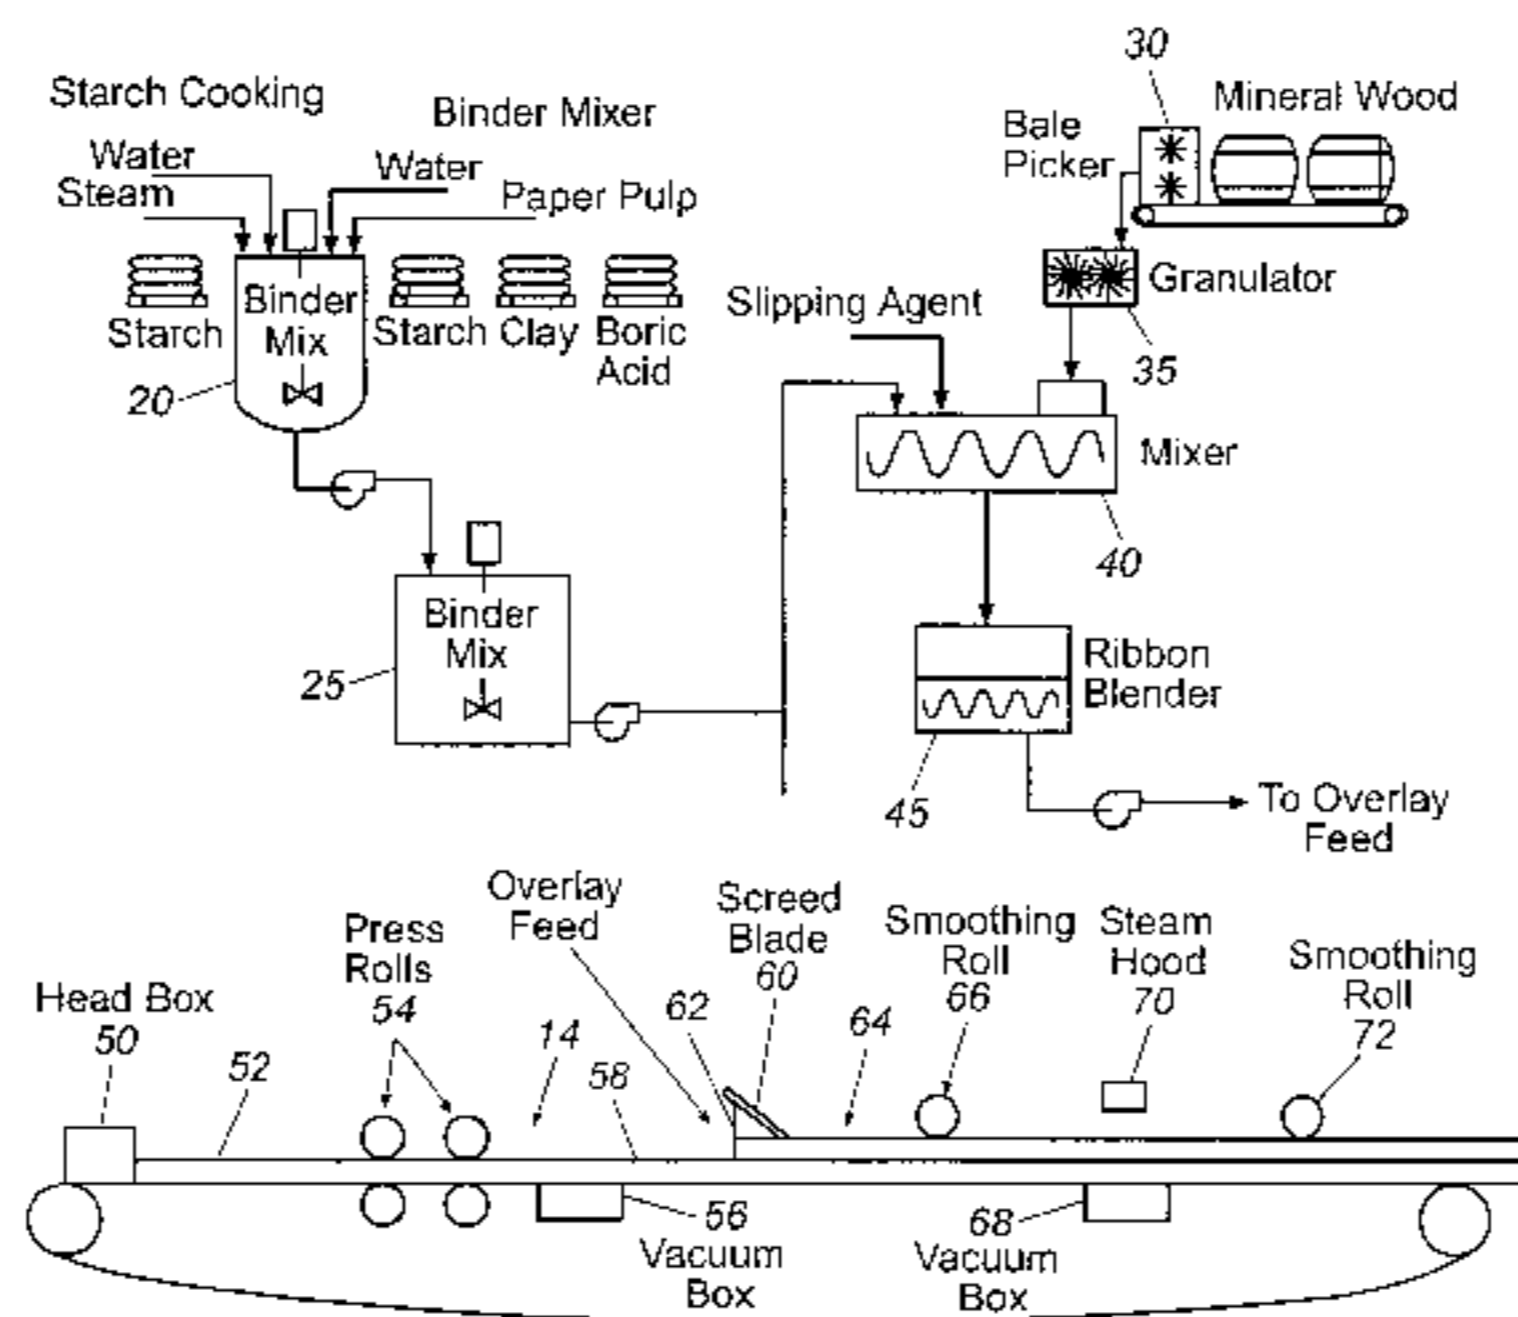 30
Starch Cooking
Mineral Wood
Binder Mixer
Bale
Picker
Water
Water
Steam
Paper Pulp
Binder
Mix
Granulator
Slipping Agent
Starch
Starch
Clay
Boric
Acid
35
20
Mixer
40
Binder
Mix
25
Ribbon
Blender
45
To Overlay
Feed
Overlay
Feed
Screed
Blade
60
Press
Rolls
54
Smoothing
Roll
66
Steam
Hood
70
Smoothing
Roll
72
Head Box
50
52
14
58
62
64
56
Vacuum
Box
68
Vacuum
Box